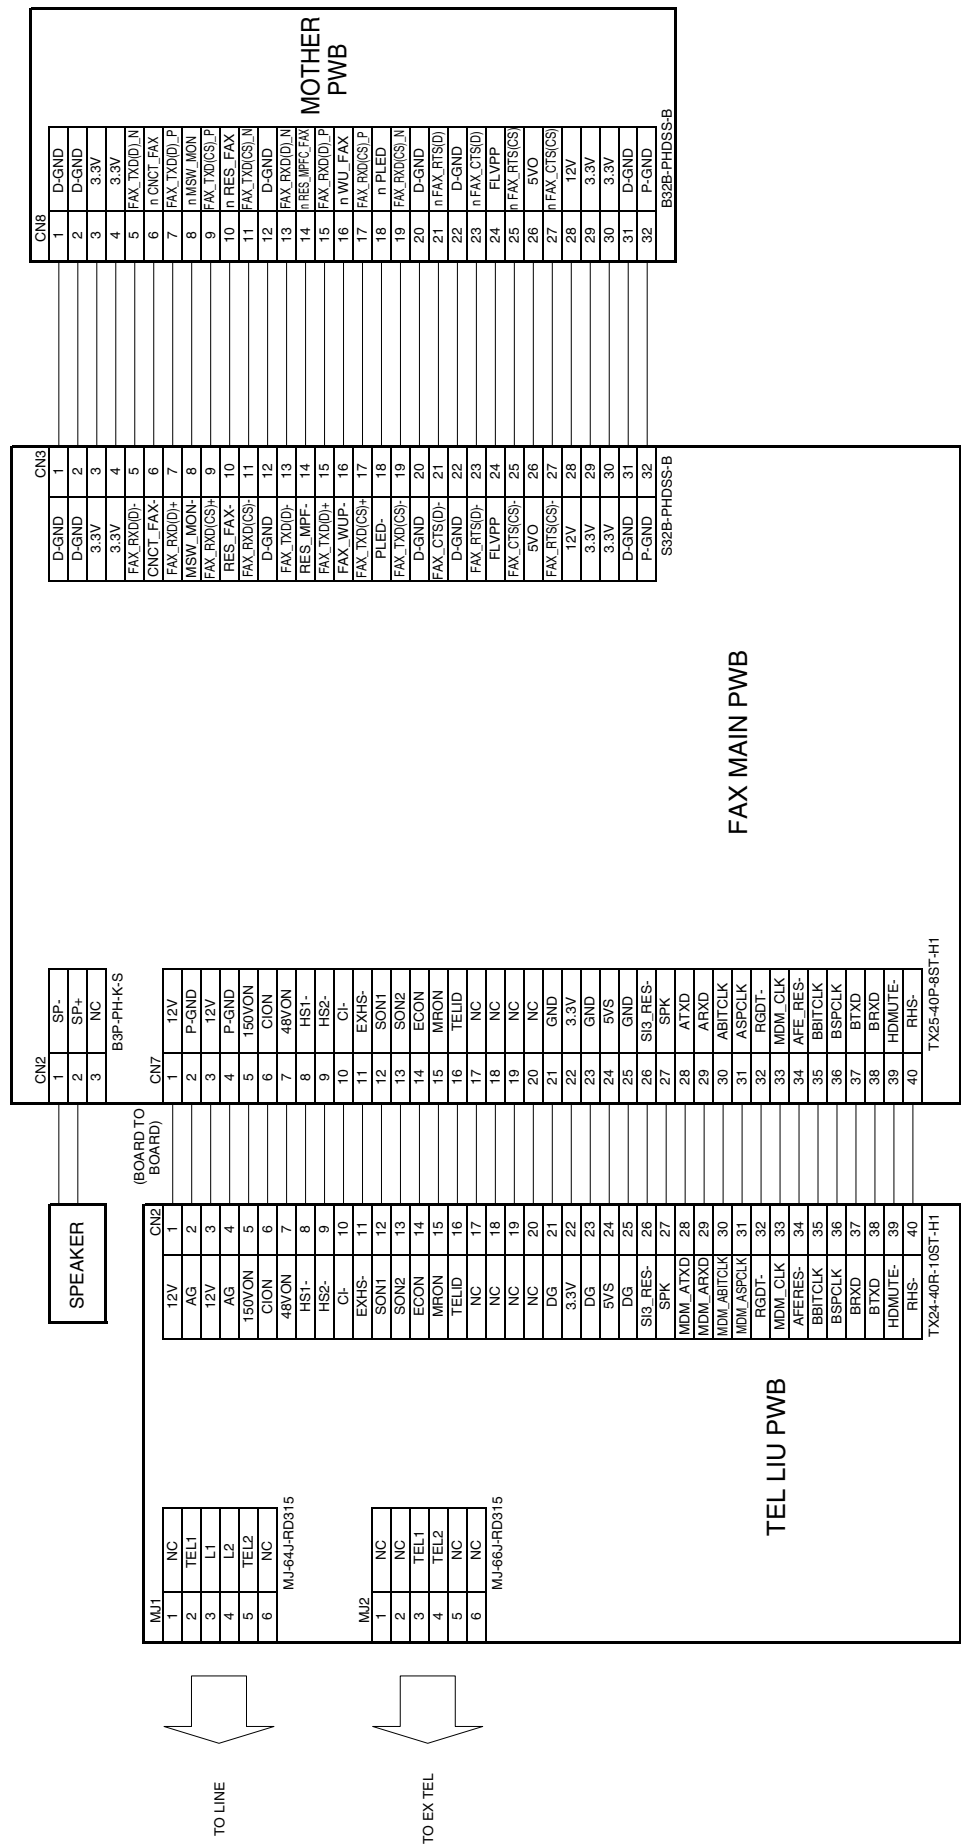 MOTHER
PWB
CN8
1 D-GND
2 D-GND
3 3.3V
4 3.3V
5 FAX_TXD(D)_N
6 n CNCT_FAX
7 FAX_TXD(D)_P
8 n MSW_MON
9 FAX_TXD(CS)_P
10 n RES_FAX
11 FAX_TXD(CS)_N
12 D-GND
13 FAX_RXD(D)_N
14 n RES_MPFC_FAX
15 FAX_RXD(D)_P
16 n WU_FAX
17 FAX_RXD(CS)_P
18 n PLED
19 FAX_RXD(CS)_N
20 D-GND
21 n FAX_RTS(D)
22 D-GND
23 n FAX_CTS(D)
24 FLVPP
25 n FAX_RTS(CS)
26 5VO
27 n FAX_CTS(CS)
28 12V
29 3.3V
30 3.3V
31 D-GND
32 P-GND
B32B-PHDSS-B
FAX MAIN PWB
CN3
D-GND 1
D-GND 2
3.3V 3
3.3V 4
FAX_RXD(D)- 5
CNCT_FAX- 6
FAX_RXD(D)+ 7
MSW_MON- 8
FAX_RXD(CS)+ 9
RES_FAX- 10
FAX_RXD(CS)- 11
D-GND 12
FAX_TXD(D)- 13
RES_MPF- 14
FAX_TXD(D)+ 15
FAX_WUP- 16
FAX_TXD(CS)+ 17
PLED- 18
FAX_TXD(CS)- 19
D-GND 20
FAX_CTS(D)- 21
D-GND 22
FAX_RTS(D)- 23
FLVPP 24
FAX_CTS(CS)- 25
5VO 26
FAX_RTS(CS)- 27
12V 28
3.3V 29
3.3V 30
D-GND 31
P-GND 32
S32B-PHDSS-B
CN2
1 SP-
2 SP+
3 NC
B3P-PH-K-S
CN7
1 12V
2 P-GND
3 12V
4 P-GND
5 150VON
6 CION
7 48VON
8 HS1-
9 HS2-
10 CI-
11 EXHS-
12 SON1
13 SON2
14 ECON
15 MRON
16 TELID
17 NC
18 NC
19 NC
20 NC
21 GND
22 3.3V
23 GND
24 5VS
25 GND
26 SI3_RES-
27 SPK
28 ATXD
29 ARXD
30 ABITCLK
31 ASPCLK
32 RGDT-
33 MDM_CLK
34 AFE_RES-
35 BBITCLK
36 BSPCLK
37 BTXD
38 BRXD
39 HDMUTE-
40 RHS-
TX25-40P-8ST-H1
(BOARD TO
BOARD)
SPEAKER
TEL LIU PWB
CN2
12V 1
AG 2
12V 3
AG 4
150VON 5
CION 6
48VON 7
HS1- 8
HS2- 9
CI- 10
EXHS- 11
SON1 12
SON2 13
ECON 14
MRON 15
TELID 16
NC 17
NC 18
NC 19
NC 20
DG 21
3.3V 22
DG 23
5VS 24
DG 25
SI3_RES- 26
SPK 27
MDM_ATXD 28
MDM_ARXD 29
MDM_ABITCLK 30
MDM_ASPCLK 31
RGDT- 32
MDM_CLK 33
AFERES- 34
BBITCLK 35
BSPCLK 36
BRXD 37
BTXD 38
HDMUTE- 39
RHS- 40
TX24-40R-10ST-H1
MJ1
1 NC
2 TEL1
3 L1
4 L2
5 TEL2
6 NC
MJ-64J-RD315
MJ2
1 NC
2 NC
3 TEL1
4 TEL2
5 NC
6 NC
MJ-66J-RD315
TO LINE
TO EX TEL